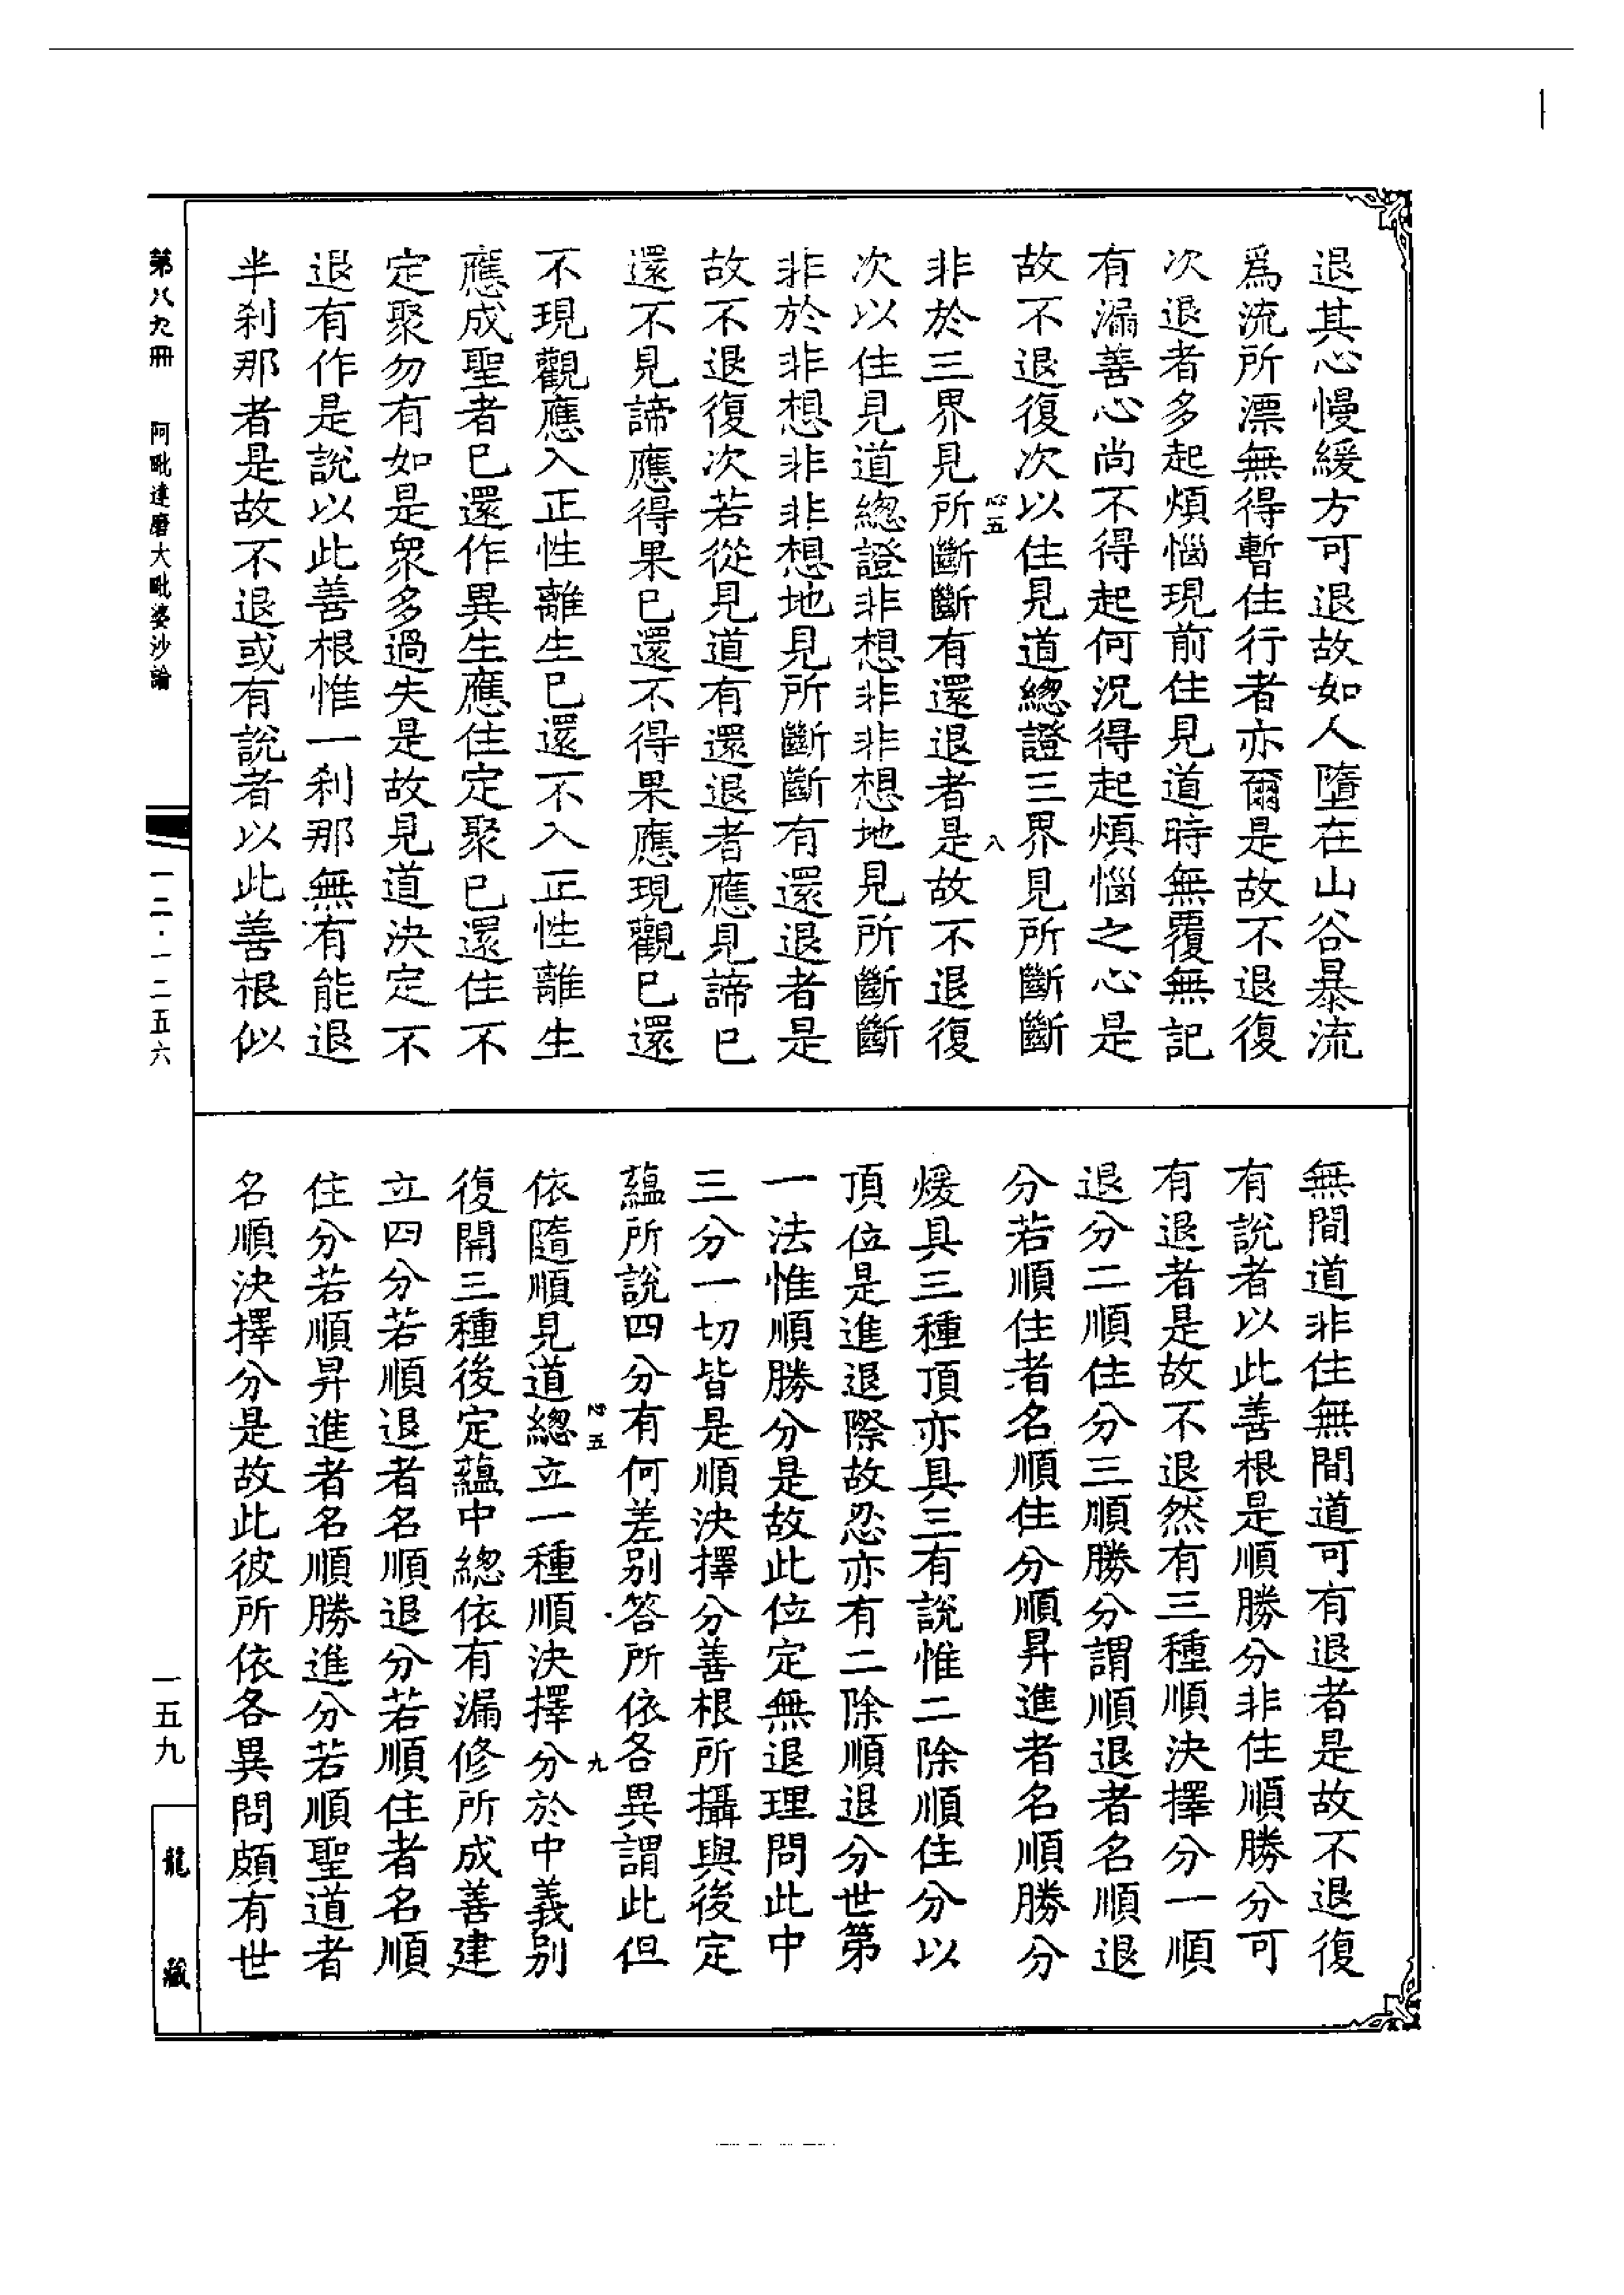 退其心慢緩方可退故如人墮在山谷暴流
爲流所漂無得暫住行者亦爾是故不退復
次退者多起煩惱現前住見道時無覆無記
有漏善心尚不得起何況得起煩惱之心是
故不退復次以住見道總證三界見所斷斷
心五
八
非於三界見所斷斷有還退者是故不退復
次以住見道總證非想非非想地見所斷斷
非於非想非非想地見所斷斷有還退者是
故不退復次若從見道有還退者應見諦已
還不見諦應得果已還不得果應現觀已還
不現觀應入正性離生已還不入正性離生
應成聖者已還作異生應住定聚已還住不
定聚勿有如是衆多過失是故見道決定不
退有作是說以此善根惟一刹那無有能退
半刹那者是故不退或有說者以此善根似
無間道非住無間道可有退者是故不退復
有說者以此善根是順勝分非住順勝分可
有退者是故不退然有三種順決擇分一順
退分二順住分三順勝分謂順退者名順退
分若順住者名順住分順昇進者名順勝分
煖具三種頂亦具三有說惟二除順住分以
頂位是進退際故忍亦有二除順退分世第
一法惟順勝分是故此位定無退理問此中
三分一切皆是順決擇分善根所攝與後定
蘊所說四分有何差别答所依各異謂此但
心五
九
依隨順見道總立一種順決擇分於中義别
復開三種後定蘊中總依有漏修所成善建
立四分若順退者名順退分若順住者名順
住分若順昇進者名順勝進分若順聖道者
名順決擇分是故此彼所依各異問頗有世
第八九冊 阿毗達磨大毗婆沙論
一二·一二五六
一五九
龍藏